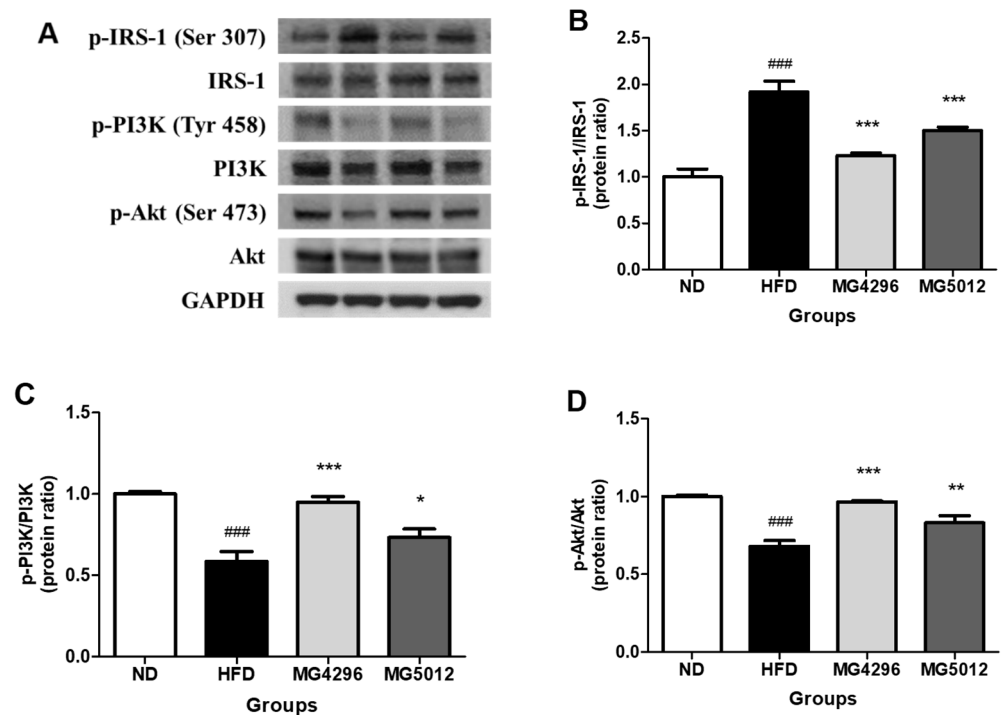 A
p-IRS-1 (Ser 307)
IRS-1
p-PI3K (Tyr 458)
PI3K
p-Akt (Ser 473)
Akt
GAPDH
B
p-IRS-1/IRS-1
(protein ratio)
2.5
2.0
1.5
1.0
0.5
0.0
###
***
***
ND HFD MG4296 MG5012
Groups
C
p-PI3K/PI3K
(protein ratio)
1.5
1.0
0.5
0.0
###
***
*
ND HFD MG4296 MG5012
Groups
D
p-Akt/Akt
(protein ratio)
1.5
1.0
0.5
0.0
###
***
**
ND HFD MG4296 MG5012
Groups